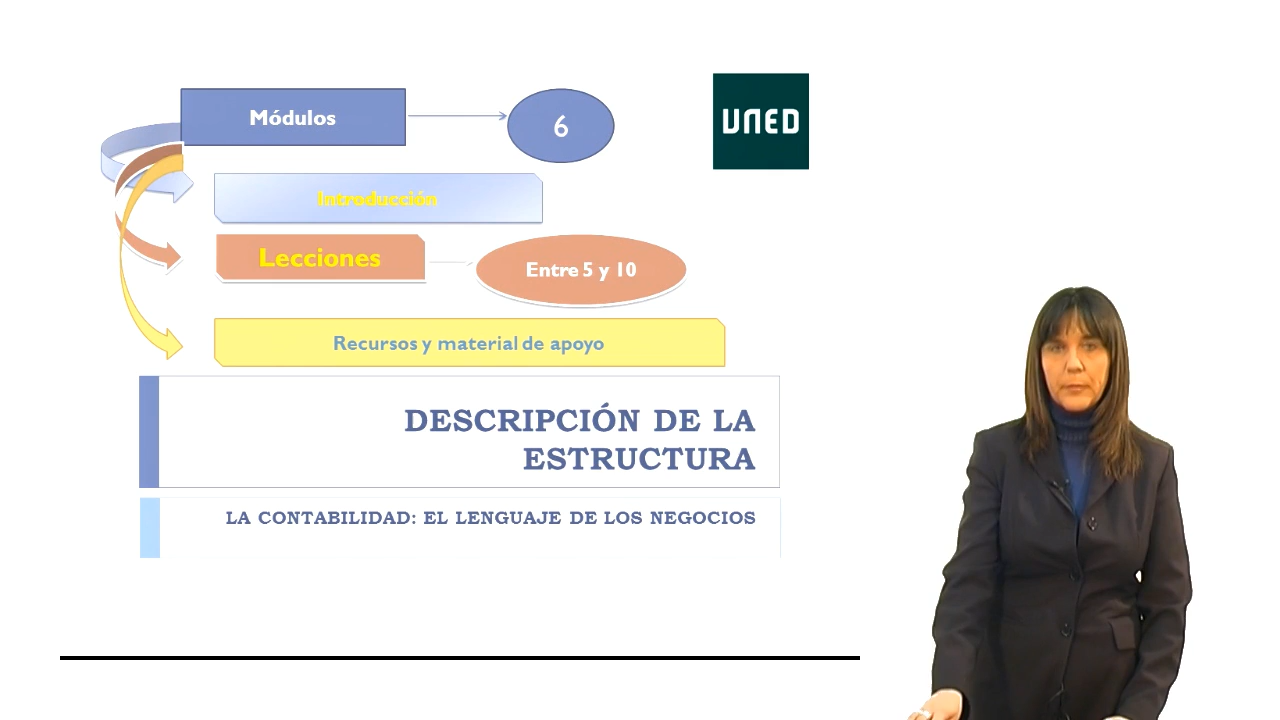 Módulos
6
UNED
Introducción
Lecciones
Entre 5 y 10
Recursos y material de apoyo
DESCRIPCIÓN DE LA
ESTRUCTURA
LA CONTABILIDAD: EL LENGUAJE DE LOS NEGOCIOS